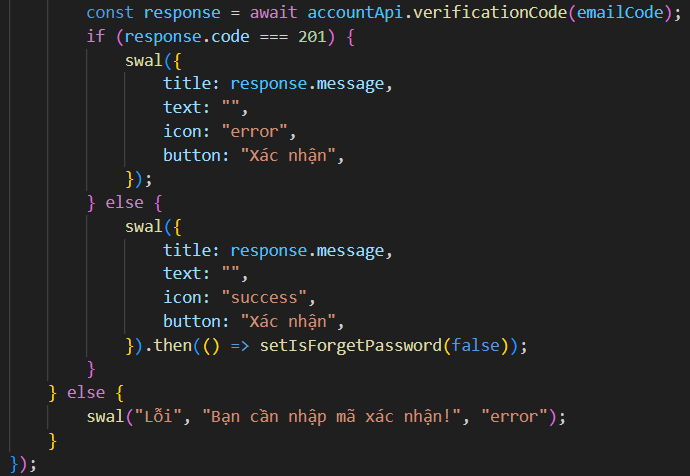 const response = await accountApi.verificationCode(emailCode);
if (response.code === 201) {
swal({
title: response.message,
text: "",
icon: "error",
button: "Xác nhận",
});
} else {
swal({
title: response.message,
text: "",
icon: "success",
button: "Xác nhận",
}).then(() => setIsForgetPassword(false));
}
} else {
swal("Lỗi", "Bạn cần nhập mã xác nhận!", "error");
}
});